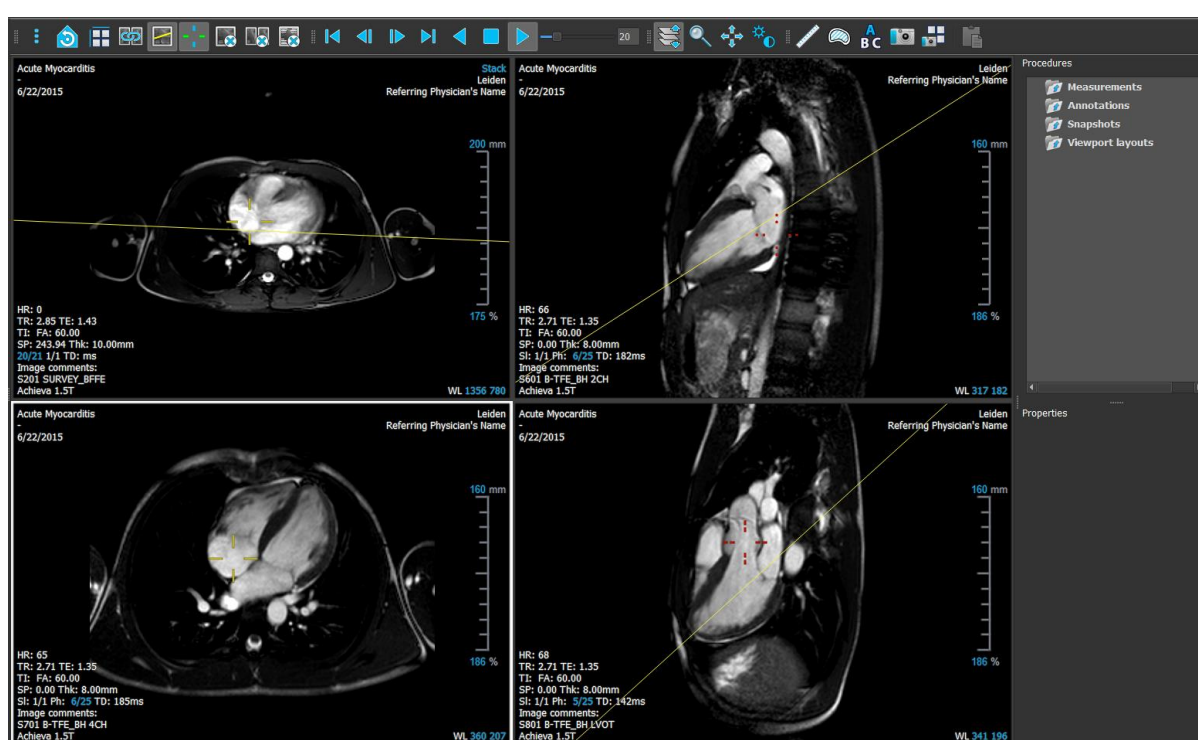 20
A
B C
Acute Myocarditis
-
6/22/2015
Stack
Leiden
Referring Physician's Name
200 mm
175 %
HR: 0
TR: 2.85 TE: 1.43
TI: FA: 60.00
SP: 243.94 Thk: 10.00mm
20/21 1/1 TD: ms
Image comments:
S201 SURVEY_BFFE
Achieva 1.5T
WL 1356 780
Acute Myocarditis
-
6/22/2015
Leiden
Referring Physician's Name
160 mm
186 %
HR: 66
TR: 2.71 TE: 1.35
TI: FA: 60.00
SP: 0.00 Thk: 8.00mm
Sl: 1/1 Ph: 6/25 TD: 182ms
Image comments:
S601 B-TFE_BH 2CH
Achieva 1.5T
WL 317 182
Procedures
Measurements
Annotations
Snapshots
Viewport layouts
Acute Myocarditis
-
6/22/2015
Leiden
Referring Physician's Name
160 mm
186 %
HR: 65
TR: 2.71 TE: 1.35
TI: FA: 60.00
SP: 0.00 Thk: 8.00mm
Sl: 1/1 Ph: 6/25 TD: 185ms
Image comments:
S701 B-TFE_BH 4CH
Achieva 1.5T
WL 360 207
Acute Myocarditis
-
6/22/2015
Leiden
Referring Physician's Name
160 mm
186 %
HR: 68
TR: 2.71 TE: 1.35
TI: FA: 60.00
SP: 0.00 Thk: 8.00mm
Sl: 1/1 Ph: 5/25 TD: 142ms
Image comments:
S801 B-TFE_BH LVOT
Achieva 1.5T
WL 341 196
Properties